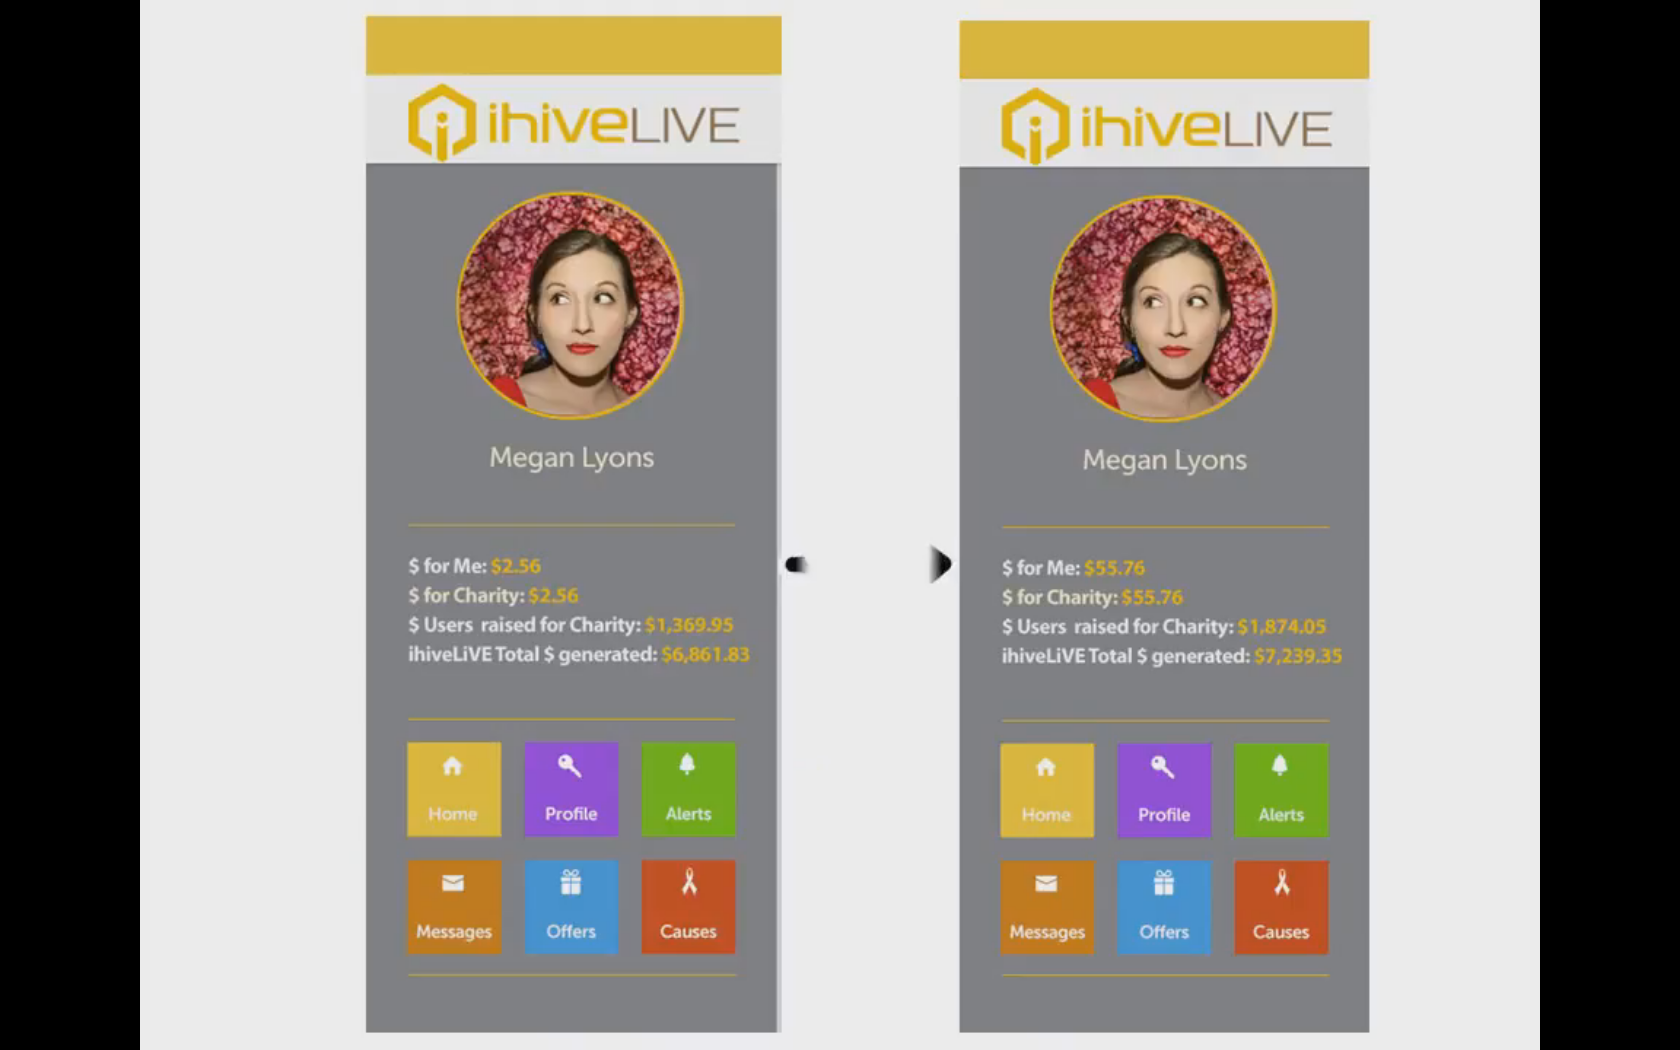 ihiveLIVE
Megan Lyons
$ for Me: $2.56
$ for Charity: $2.56
$ Users raised for Charity: $1,369.95
ihiveLiVE Total $ generated: $6,861.83
Home
Profile
Alerts
Messages
Offers
Causes
ihiveLIVE
Megan Lyons
$ for Me: $55.76
$ for Charity: $55.76
$ Users raised for Charity: $1,874.05
ihiveLiVE Total $ generated: $7,239.35
Home
Profile
Alerts
Messages
Offers
Causes